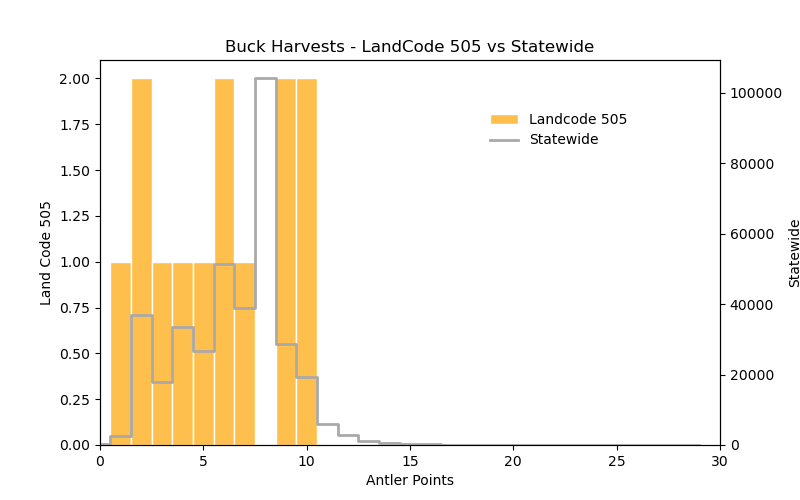 Buck Harvests - LandCode 505 vs Statewide
2.00
1.75
1.50
1.25
1.00
0.75
0.50
0.25
0.00
Land Code 505
Landcode 505
Statewide
100000
80000
60000
40000
20000
0
Statewide
0 5 10 15 20 25 30
Antler Points